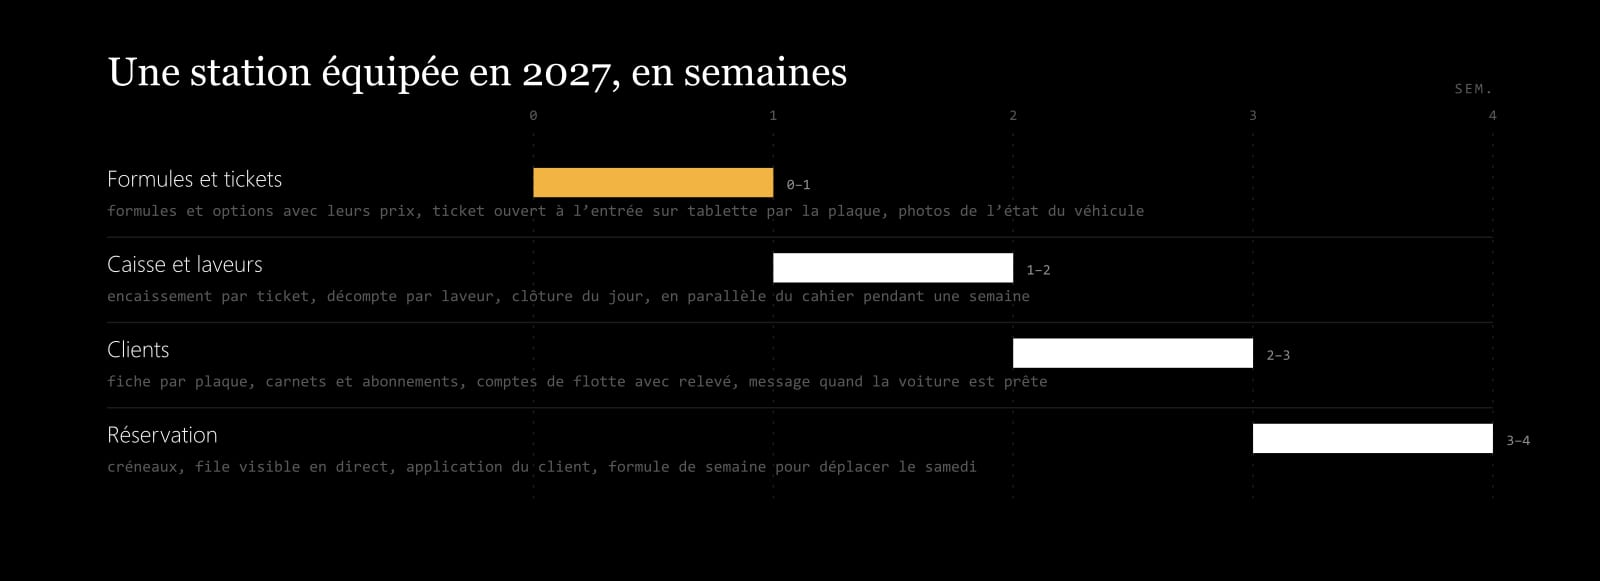 Une station équipée en 2027, en semaines
SEM.
0 1 2 3 4
Formules et tickets
0–1
formules et options avec leurs prix, ticket ouvert à l’entrée sur tablette par la plaque, photos de l’état du véhicule
Caisse et laveurs
1–2
encaissement par ticket, décompte par laveur, clôture du jour, en parallèle du cahier pendant une semaine
Clients
2–3
fiche par plaque, carnets et abonnements, comptes de flotte avec relevé, message quand la voiture est prête
Réservation
3–4
créneaux, file visible en direct, application du client, formule de semaine pour déplacer le samedi